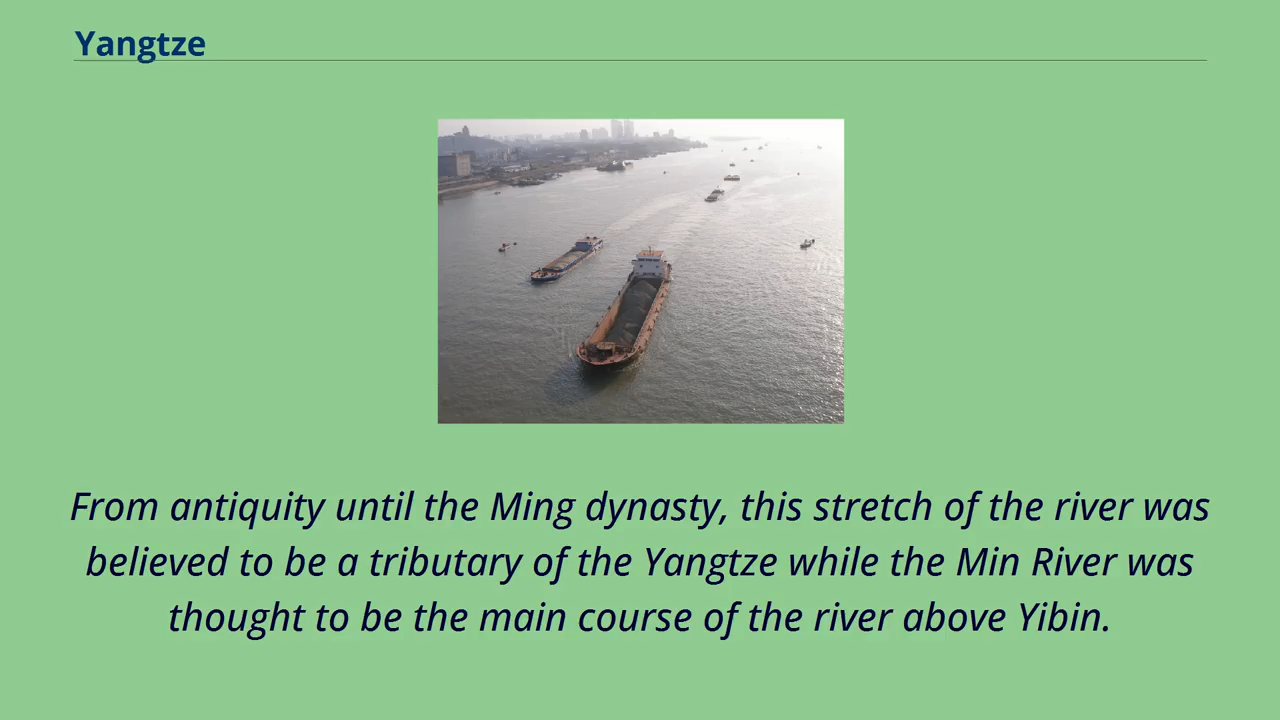 Yangtze
From antiquity until the Ming dynasty, this stretch of the river was
believed to be a tributary of the Yangtze while the Min River was
thought to be the main course of the river above Yibin.